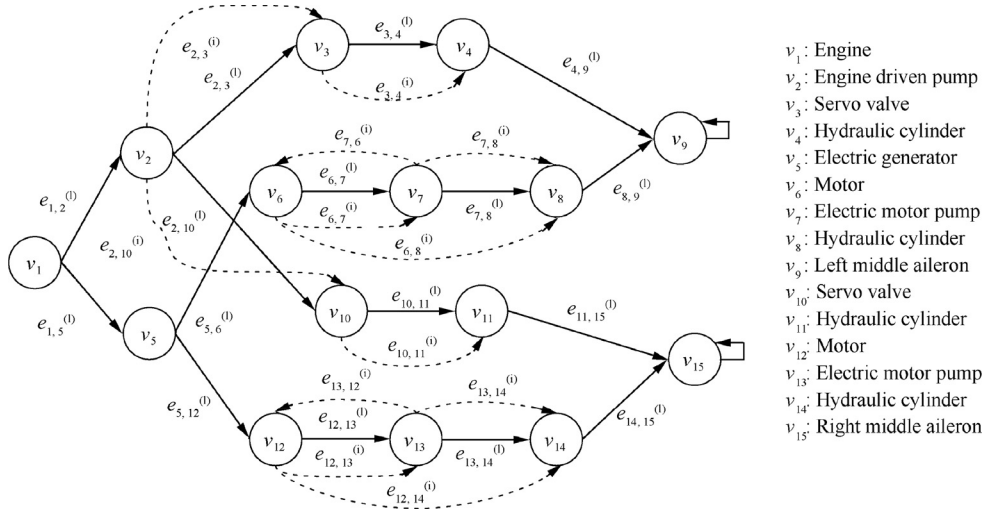 e2,3(i)
e2,3(l)
v3
e3,4(l)
e3,4(i)
v4
e4,9(l)
v9
v2
e1,2(l)
v1
e1,5(l)
e2,10(i)
e2,10(l)
v5
e5,6(l)
e5,12(l)
e7,6(i)
e6,7(l)
v6
e6,7(i)
v7
e7,8(i)
e7,8(l)
e6,8(i)
v8
e8,9(l)
v10
e10,11(l)
e10,11(i)
v11
e11,15(l)
v15
e13,12(i)
e12,13(l)
v12
e12,13(i)
v13
e13,14(i)
e13,14(l)
e12,14(i)
v14
e14,15(l)
v1: Engine
v2: Engine driven pump
v3: Servo valve
v4: Hydraulic cylinder
v5: Electric generator
v6: Motor
v7: Electric motor pump
v8: Hydraulic cylinder
v9: Left middle aileron
v10: Servo valve
v11: Hydraulic cylinder
v12: Motor
v13: Electric motor pump
v14: Hydraulic cylinder
v15: Right middle aileron